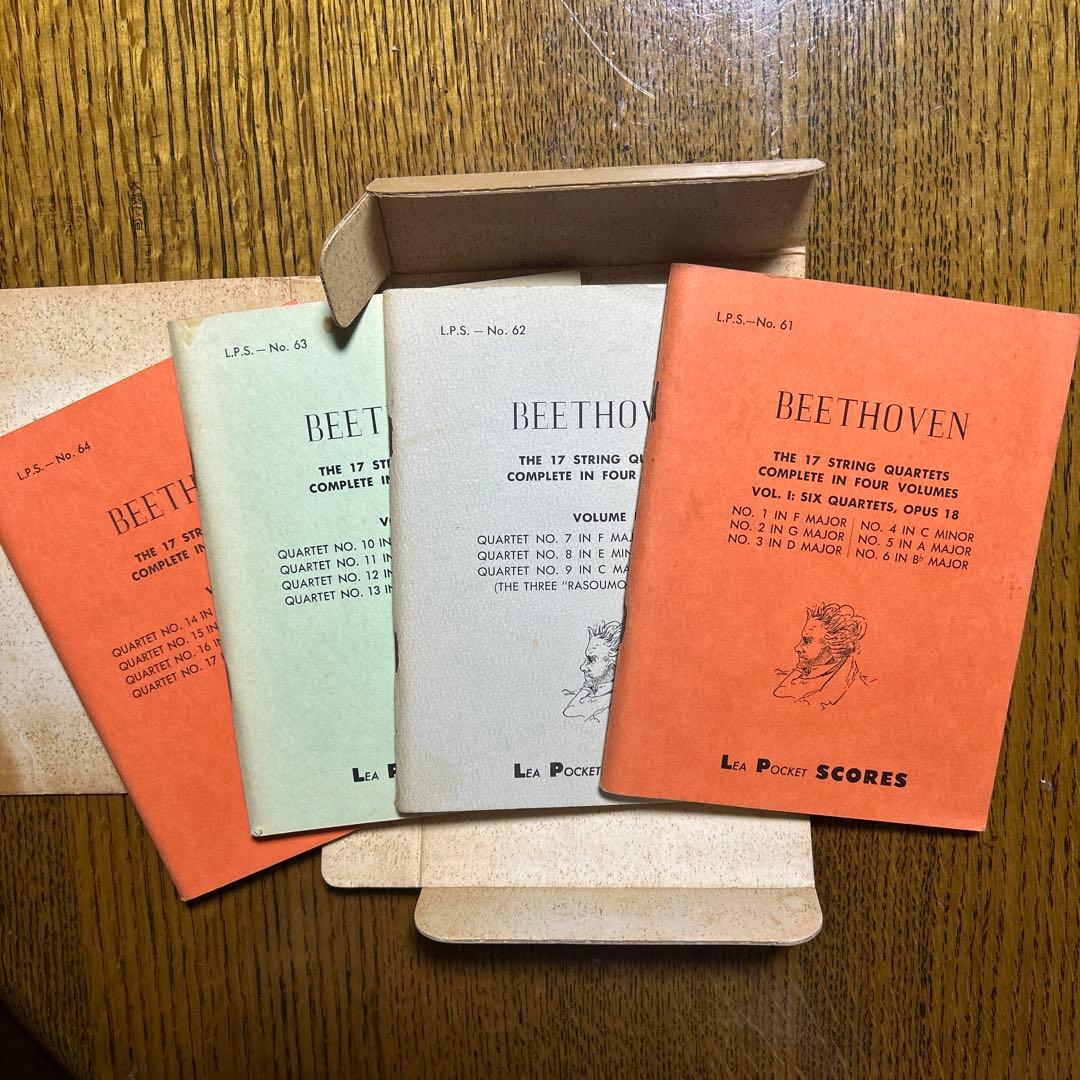 L.P.S.—No. 64
BEETH
THE 17 STR
COMPLETE IN
QUARTET NO. 14 IN
QUARTET NO. 15 IN
QUARTET NO. 16 IN
QUARTET NO. 17
L.P.S. — No. 63
BEET
THE 17 ST
COMPLETE IN
QUARTET NO. 10 IN
QUARTET NO. 11 IN
QUARTET NO. 12 IN
QUARTET NO. 13 IN
LEA P
L.P.S. — No. 62
BEETHOV
THE 17 STRING QU
COMPLETE IN FOUR
VOLUME
QUARTET NO. 7 IN F MAJ
QUARTET NO. 8 IN E MIN
QUARTET NO. 9 IN C MA
(THE THREE "RASOUMO
LEA POCKET
L.P.S.—No. 61
BEETHOVEN
THE 17 STRING QUARTETS
COMPLETE IN FOUR VOLUMES
VOL. I: SIX QUARTETS, OPUS 18
NO. 1 IN F MAJOR
NO. 2 IN G MAJOR
NO. 3 IN D MAJOR
NO. 4 IN C MINOR
NO. 5 IN A MAJOR
NO. 6 IN B♭ MAJOR
LEA POCKET SCORES